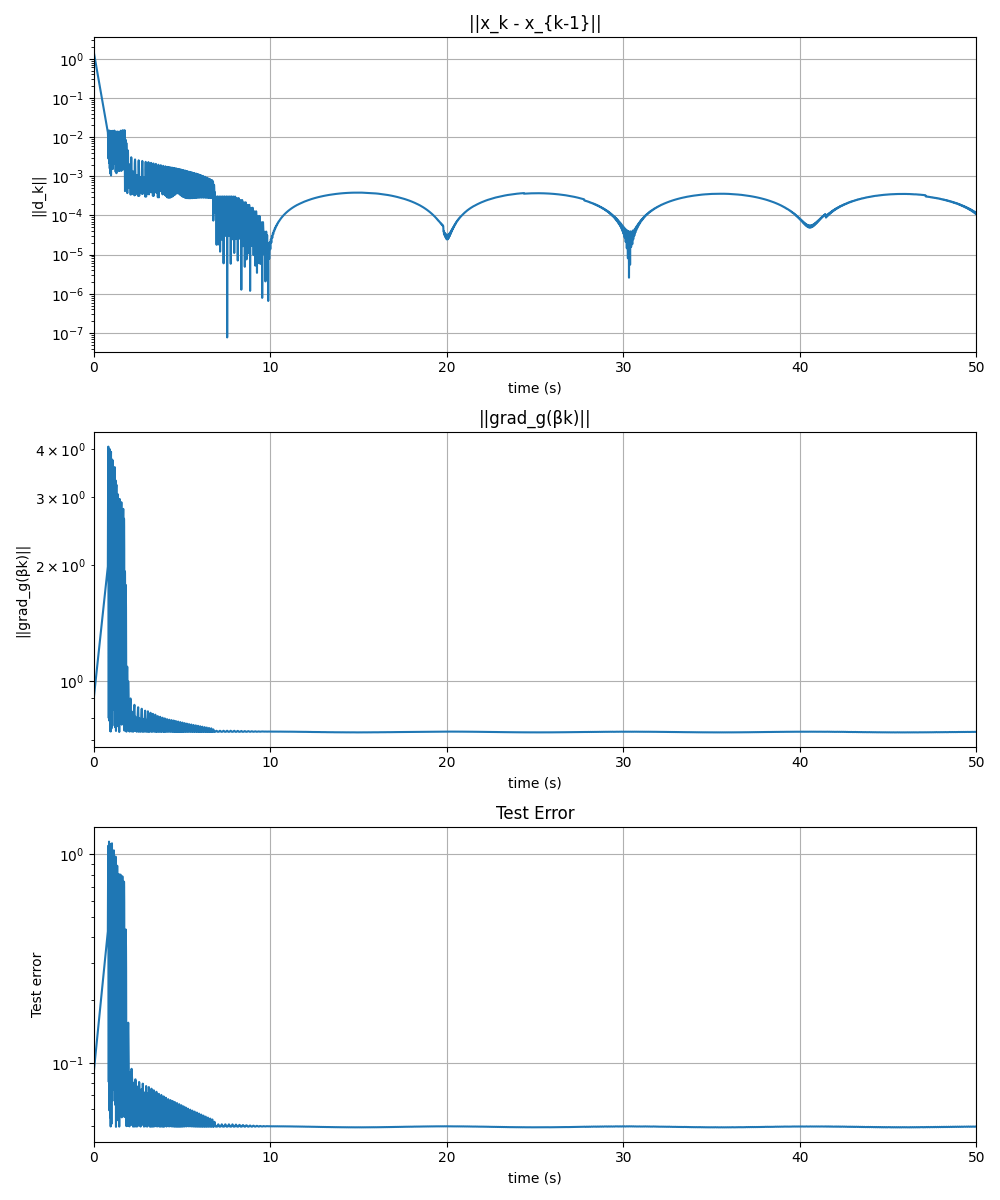 ||x_k - x_{k-1}||
||d_k||
10⁰
10⁻¹
10⁻²
10⁻³
10⁻⁴
10⁻⁵
10⁻⁶
10⁻⁷
0 10 20 30 40 50
time (s)
||grad_g(βk)||
||grad_g(βk)||
4 × 10⁰
3 × 10⁰
2 × 10⁰
10⁰
0 10 20 30 40 50
time (s)
Test Error
Test error
10⁰
10⁻¹
0 10 20 30 40 50
time (s)